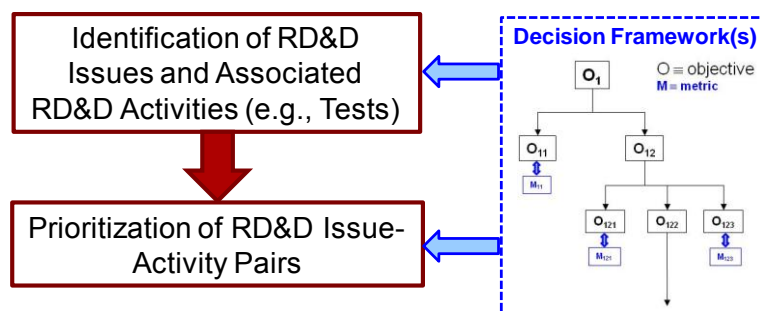 Identification of RD&D
Issues and Associated
RD&D Activities (e.g., Tests)
Prioritization of RD&D Issue-
Activity Pairs
Decision Framework(s)
O ≡ objective
M = metric
O1
O11
O12
M11
O121
O122
O123
M121
M123